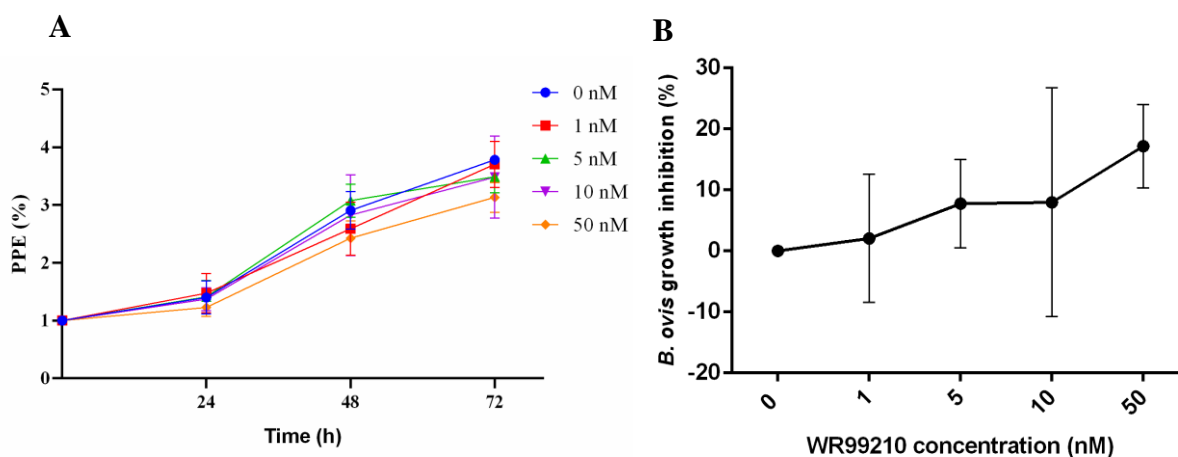 A
PPE (%)
5
4
3
2
1
0
24
48
72
Time (h)
0 nM
1 nM
5 nM
10 nM
50 nM
B
B. ovis growth inhibition (%)
30
20
10
0
-10
-20
0
1
5
10
50
WR99210 concentration (nM)